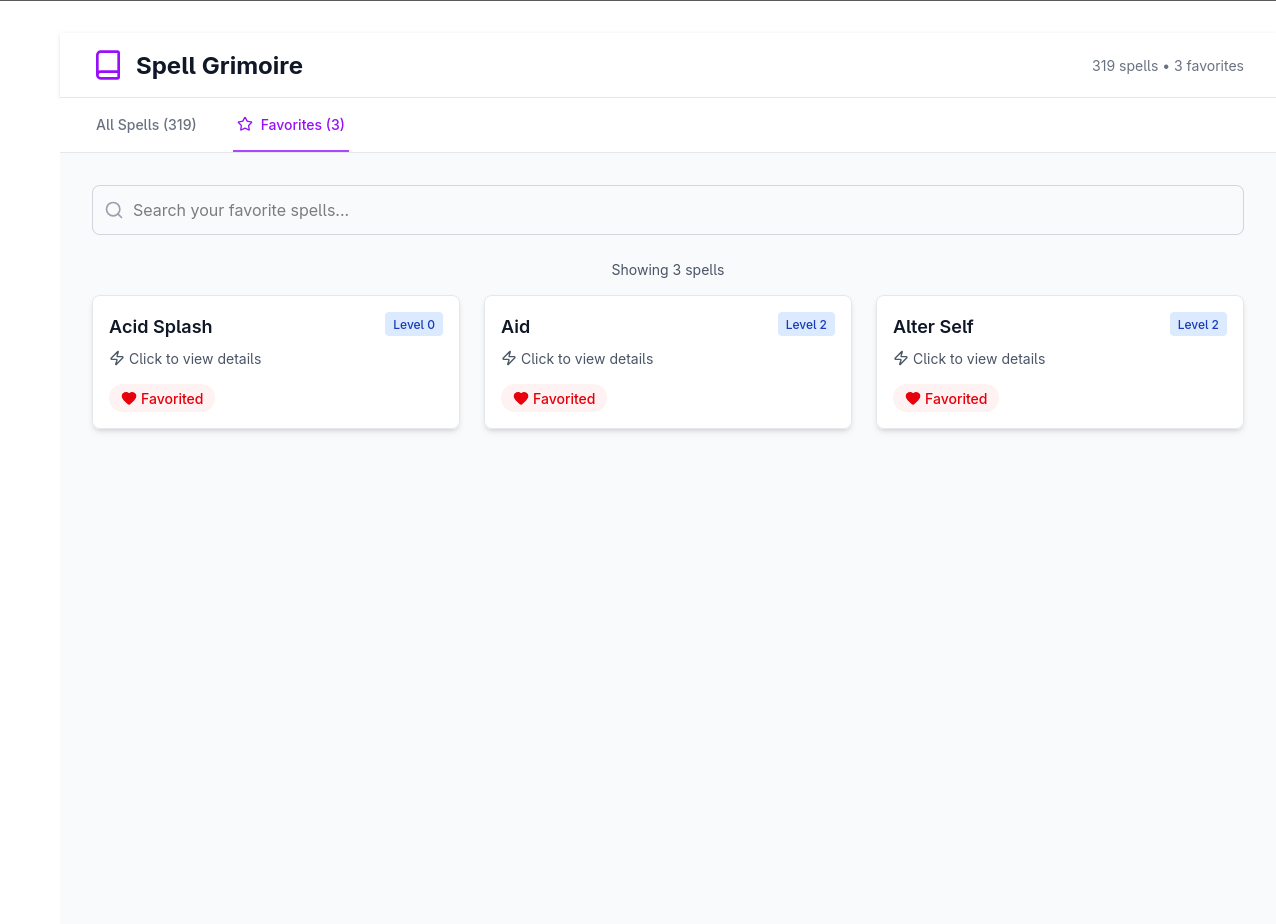 Spell Grimoire
319 spells • 3 favorites
All Spells (319)
Favorites (3)
Search your favorite spells...
Showing 3 spells
Acid Splash
Level 0
Click to view details
Favorited
Aid
Level 2
Click to view details
Favorited
Alter Self
Level 2
Click to view details
Favorited